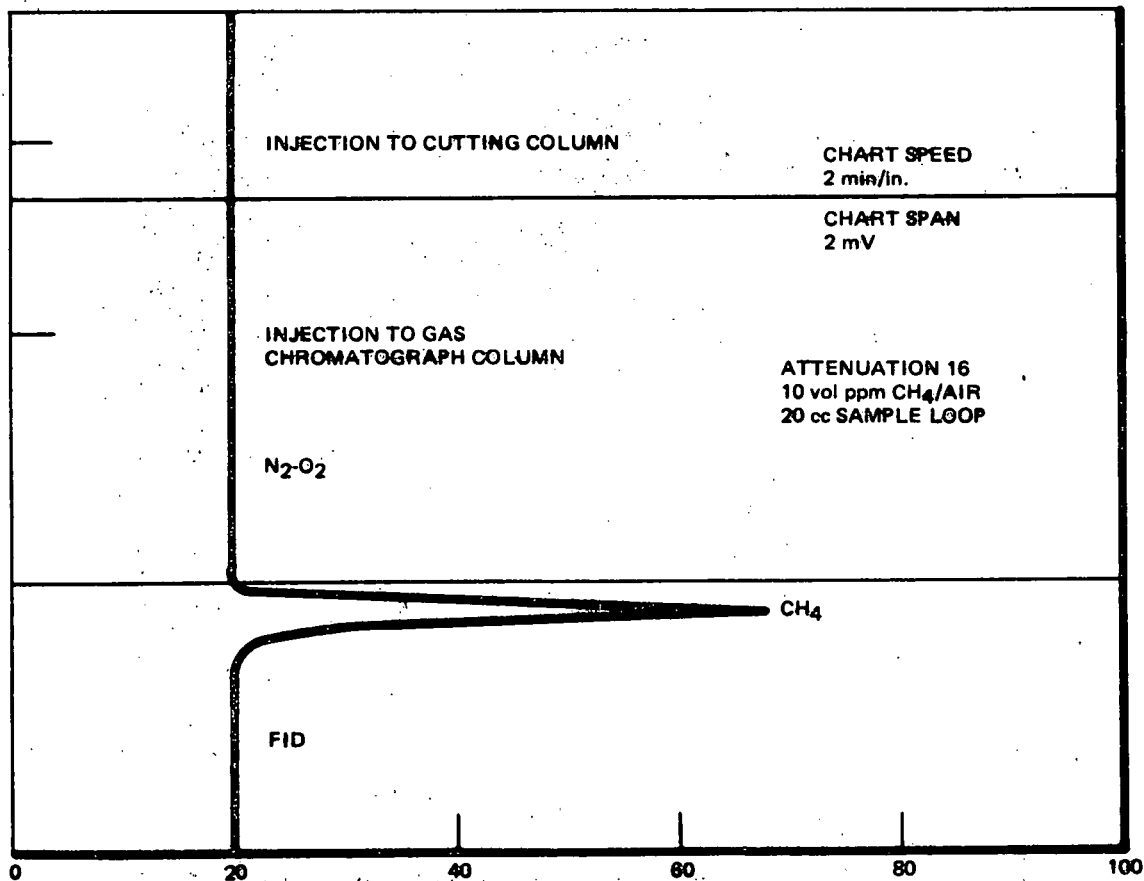 INJECTION TO CUTTING COLUMN
CHART SPEED
2 min/in.
CHART SPAN
2 mV
INJECTION TO GAS
CHROMATOGRAPH COLUMN
ATTENUATION 16
10 vol ppm CH₄/AIR
20 cc SAMPLE LOOP
N₂-O₂
CH₄
FID
0 20 40 60 80 100